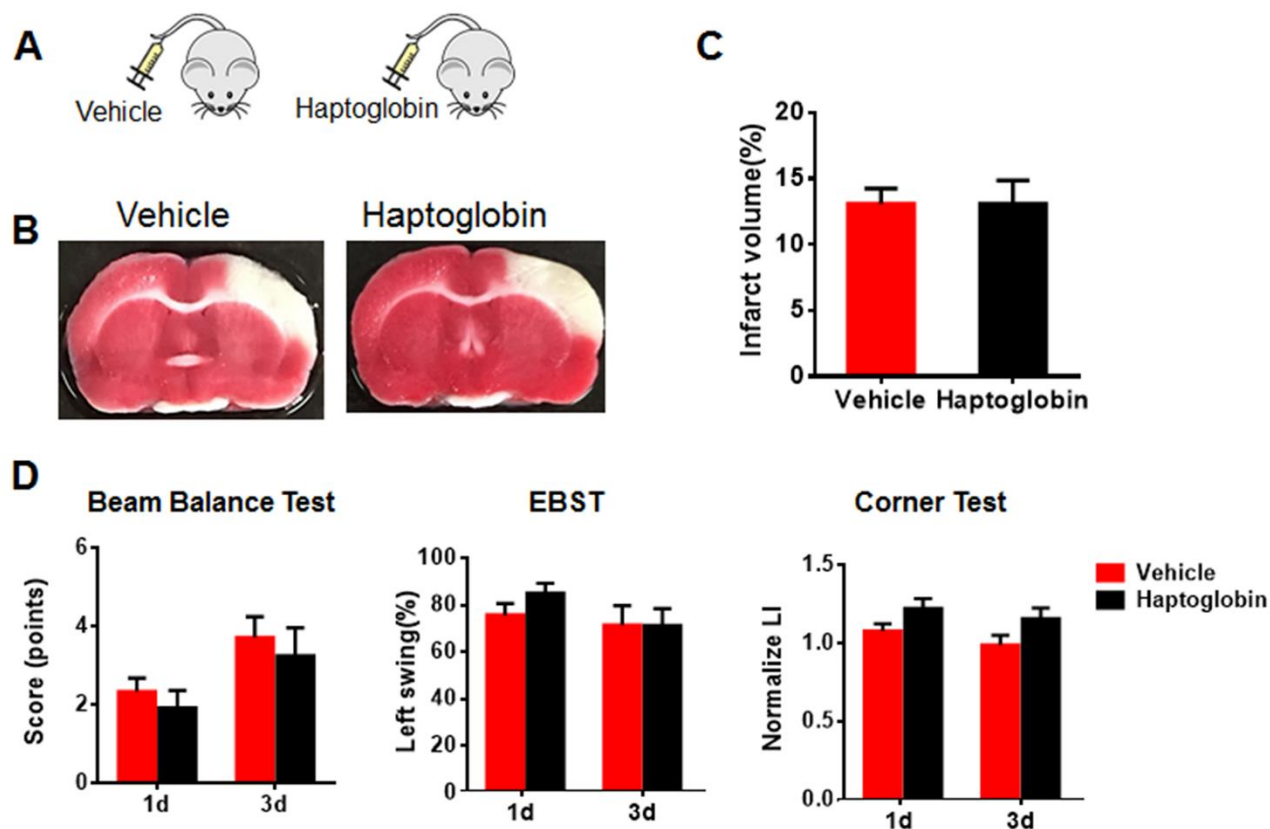 A
Vehicle
Haptoglobin
B
Vehicle
Haptoglobin
C
Infarct volume(%)
20
15
10
5
0
Vehicle Haptoglobin
D
Beam Balance Test
Score (points)
6
4
2
0
1d 3d
EBST
Left swing(%)
100
80
60
40
20
0
1d 3d
Corner Test
Normalize LI
1.5
1.0
0.5
0.0
1d 3d
Vehicle
Haptoglobin